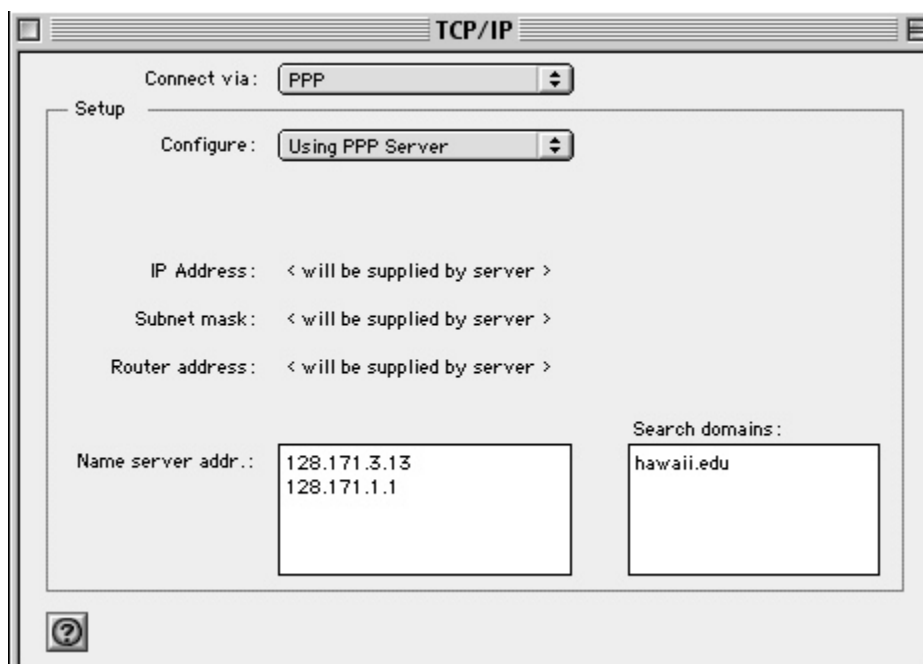 TCP/IP
Connect via: PPP
Setup
Configure: Using PPP Server
IP Address: < will be supplied by server >
Subnet mask: < will be supplied by server >
Router address: < will be supplied by server >
Search domains:
Name server addr.: 128.171.3.13 hawaii.edu
128.171.1.1
?